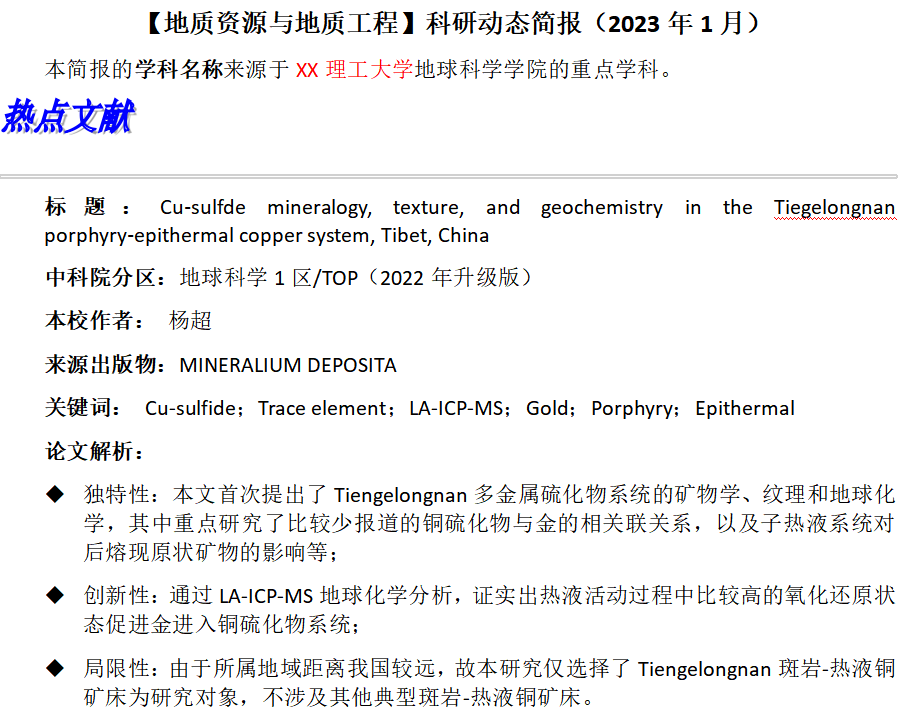 【地质资源与地质工程】科研动态简报（2023 年 1 月）
本简报的学科名称来源于 XX 理工大学地球科学学院的重点学科。
热点文献
标题：Cu-sulfde mineralogy, texture, and geochemistry in the Tiegelongnan
porphyry-epithermal copper system, Tibet, China
中科院分区：地球科学 1 区/TOP（2022 年升级版）
本校作者： 杨超
来源出版物：MINERALIUM DEPOSITA
关键词： Cu-sulfide；Trace element；LA-ICP-MS；Gold；Porphyry；Epithermal
论文解析：
◆ 独特性：本文首次提出了 Tiengelongnan 多金属硫化物系统的矿物学、纹理和地球化
学，其中重点研究了比较少报道的铜硫化物与金的相关联关系，以及子热液系统对
后熔现原状矿物的影响等；
◆ 创新性：通过 LA-ICP-MS 地球化学分析，证实出热液活动过程中比较高的氧化还原状
态促进金进入铜硫化物系统；
◆ 局限性：由于所属地域距离我国较远，故本研究仅选择了 Tiengelongnan 斑岩-热液铜
矿床为研究对象，不涉及其他典型斑岩-热液铜矿床。